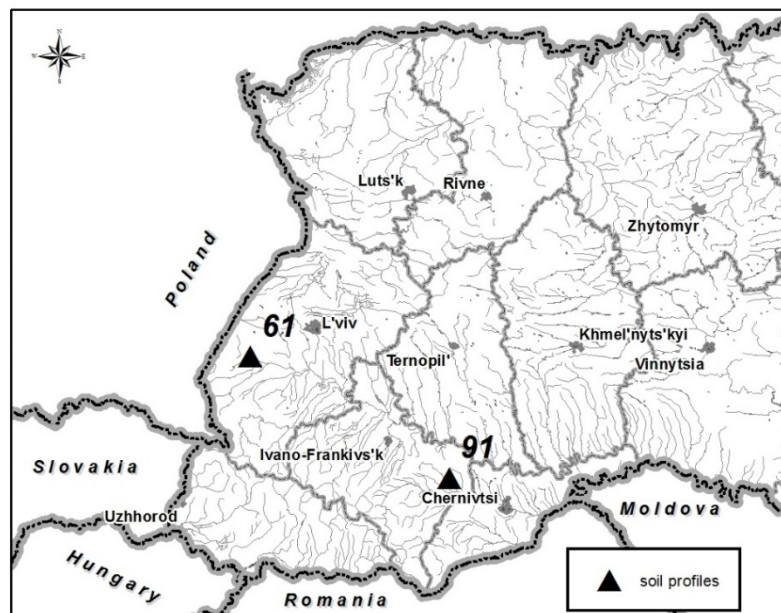 N
W E
S
Luts'k
Rivne
Zhytomyr
Poland
61
L'viv
Khmel'nyts'kyi
Ternopil'
Vinnytsia
91
Ivano-Frankivs'k
Slovakia
Chernivtsi
Uzhhorod
Moldova
Hungary
Romania
soil profiles